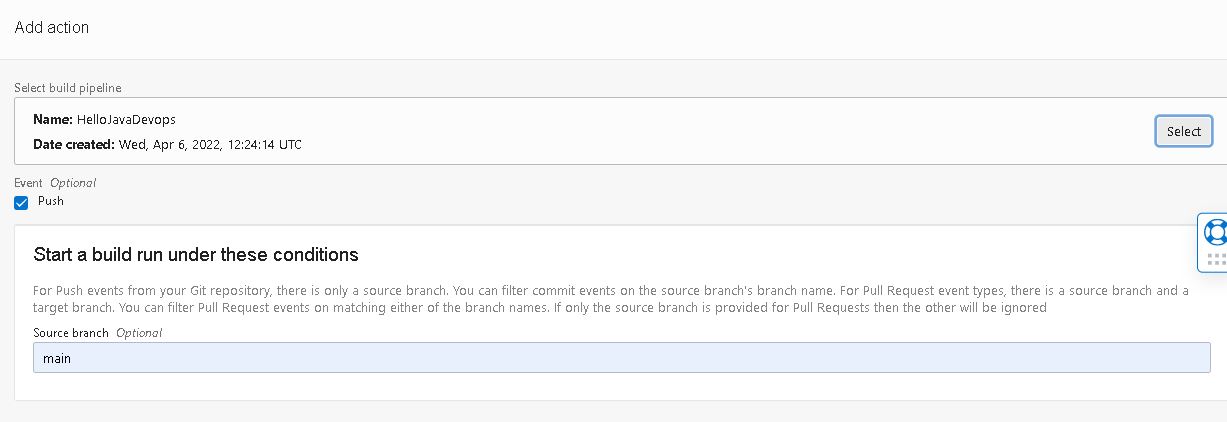 Add action
Select build pipeline
Name: HelloJavaDevops
Date created: Wed, Apr 6, 2022, 12:24:14 UTC
Select
Event Optional
Push
Start a build run under these conditions
For Push events from your Git repository, there is only a source branch. You can filter commit events on the source branch's branch name. For Pull Request event types, there is a source branch and a
target branch. You can filter Pull Request events on matching either of the branch names. If only the source branch is provided for Pull Requests then the other will be ignored
Source branch Optional
main